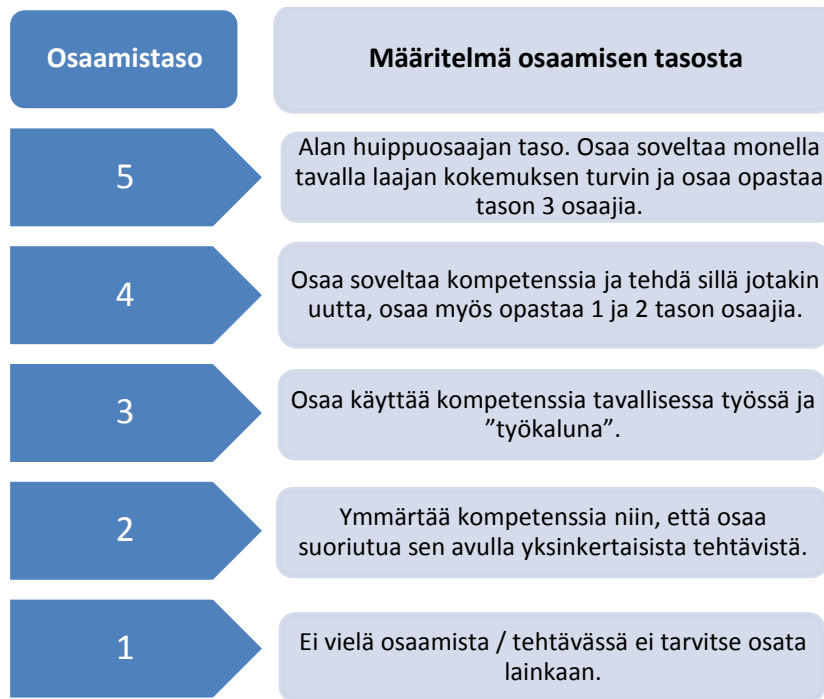 Osaamistaso
Määritelmä osaamisen tasosta
5
Alan huippuosaajan taso. Osaa soveltaa monella
tavalla laajan kokemuksen turvin ja osaa opastaa
tason 3 osaajia.
4
Osaa soveltaa kompetenssia ja tehdä sillä jotakin
uutta, osaa myös opastaa 1 ja 2 tason osaajia.
3
Osaa käyttää kompetenssia tavallisessa työssä ja
”työkaluna”.
2
Ymmärtää kompetenssia niin, että osaa
suoriutua sen avulla yksinkertaisista tehtävistä.
1
Ei vielä osaamista / tehtävässä ei tarvitse osata
lainkaan.